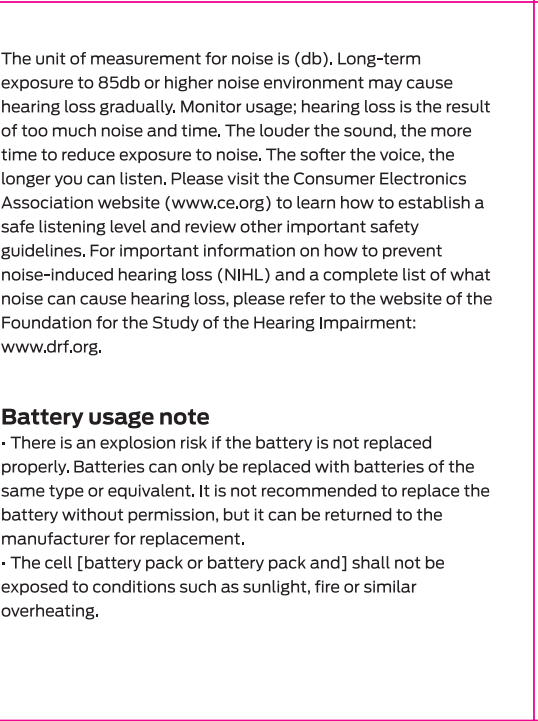 The unit of measurement for noise is (db). Long-term
exposure to 85db or higher noise environment may cause
hearing loss gradually. Monitor usage; hearing loss is the result
of too much noise and time. The louder the sound, the more
time to reduce exposure to noise. The softer the voice, the
longer you can listen. Please visit the Consumer Electronics
Association website (www.ce.org) to learn how to establish a
safe listening level and review other important safety
guidelines. For important information on how to prevent
noise-induced hearing loss (NIHL) and a complete list of what
noise can cause hearing loss, please refer to the website of the
Foundation for the Study of the Hearing Impairment:
www.drf.org.
Battery usage note
· There is an explosion risk if the battery is not replaced
properly. Batteries can only be replaced with batteries of the
same type or equivalent. It is not recommended to replace the
battery without permission, but it can be returned to the
manufacturer for replacement.
· The cell [battery pack or battery pack and] shall not be
exposed to conditions such as sunlight, fire or similar
overheating.